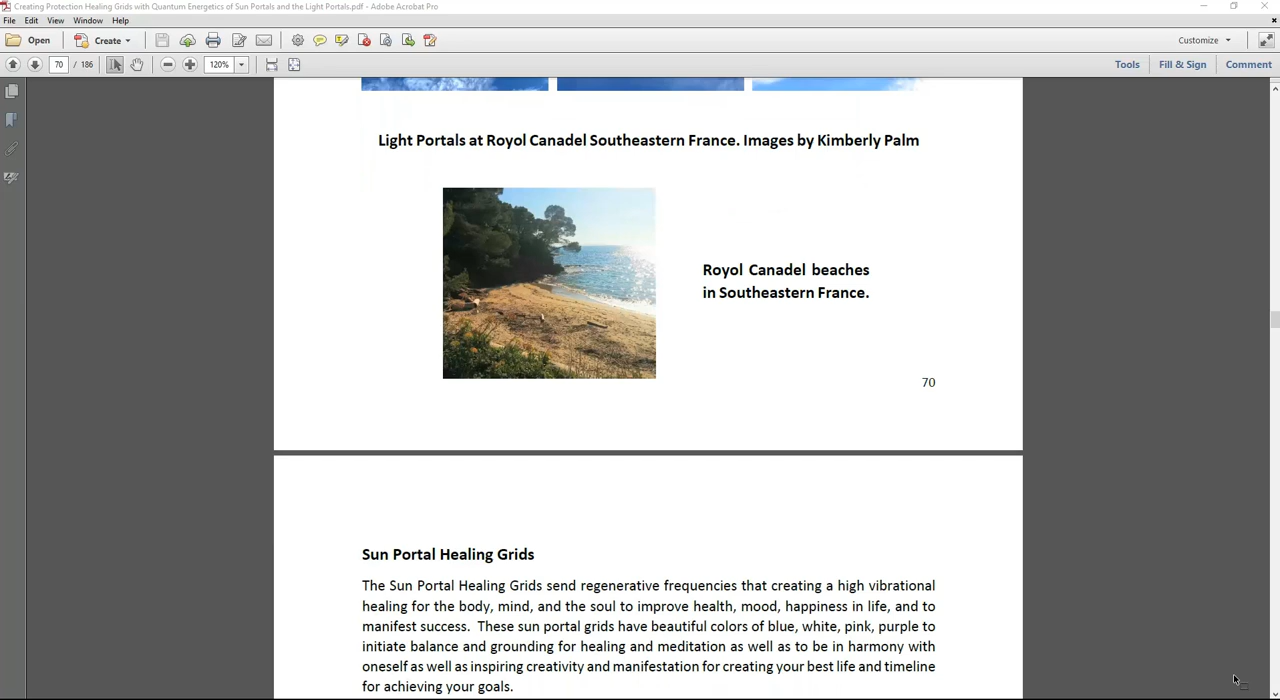 Creating Protection Healing Grids with Quantum Energetics of Sun Portals and the Light Portals.pdf - Adobe Acrobat Pro
File Edit View Window Help
Open Create Customize
70 / 186 120% Tools Fill & Sign Comment
Light Portals at Royol Canadel Southeastern France. Images by Kimberly Palm
Royol Canadel beaches
in Southeastern France.
70
Sun Portal Healing Grids
The Sun Portal Healing Grids send regenerative frequencies that creating a high vibrational
healing for the body, mind, and the soul to improve health, mood, happiness in life, and to
manifest success. These sun portal grids have beautiful colors of blue, white, pink, purple to
initiate balance and grounding for healing and meditation as well as to be in harmony with
oneself as well as inspiring creativity and manifestation for creating your best life and timeline
for achieving your goals.